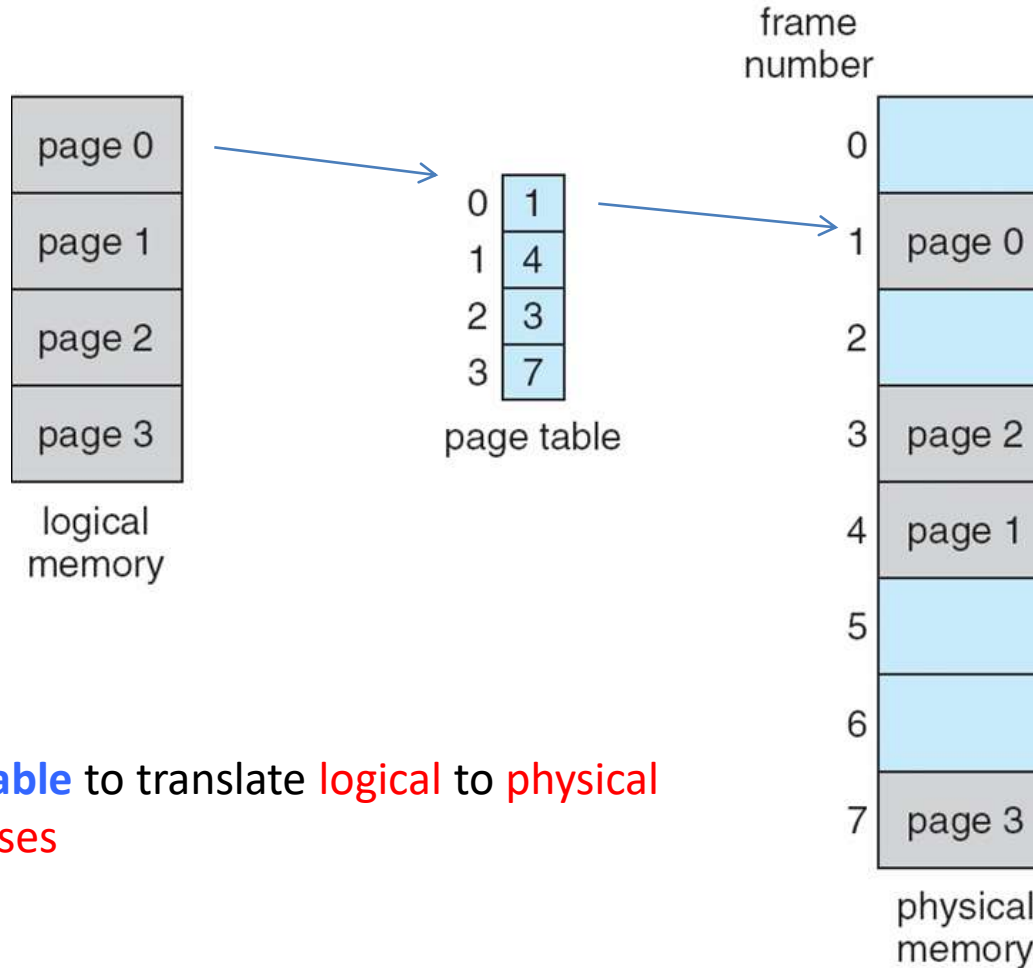 frame
number
page 0
page 1
page 2
page 3
logical
memory
0 1
1 4
2 3
3 7
page table
0
1 page 0
2
3 page 2
4 page 1
5
6
7 page 3
physical
memory
able to translate logical to physical
ses